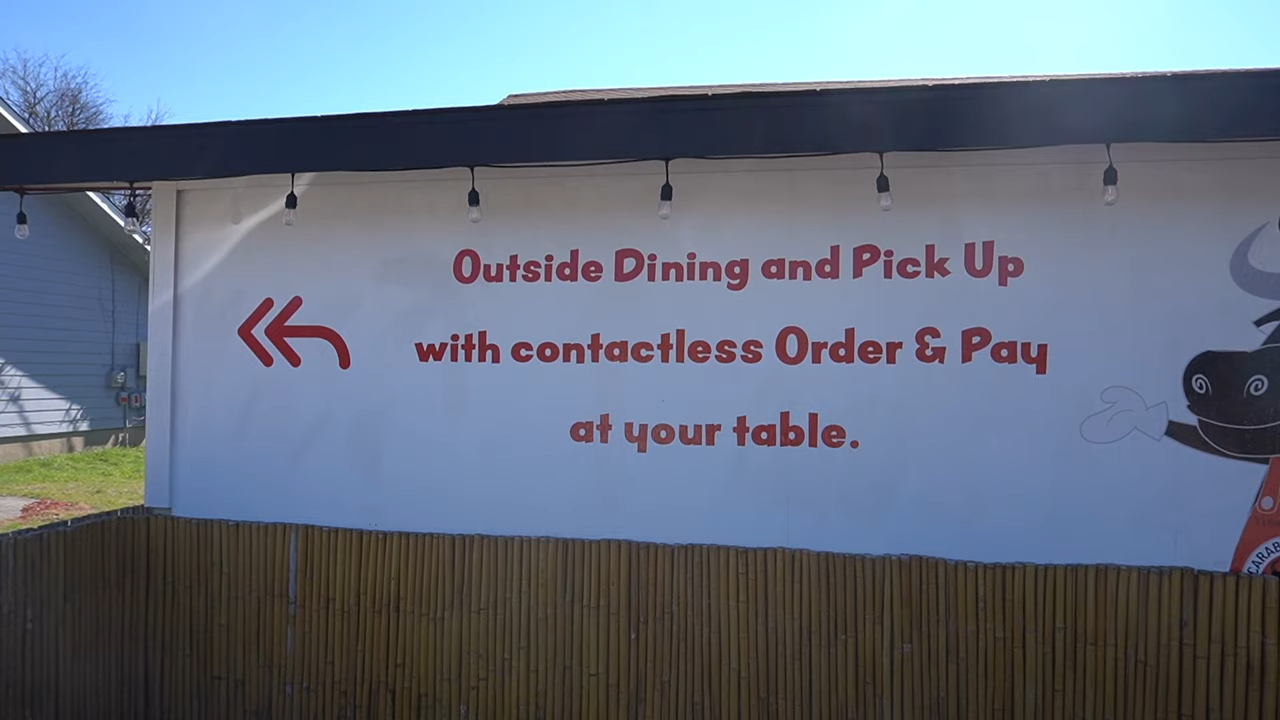 Outside Dining and Pick Up
with contactless Order & Pay
at your table.